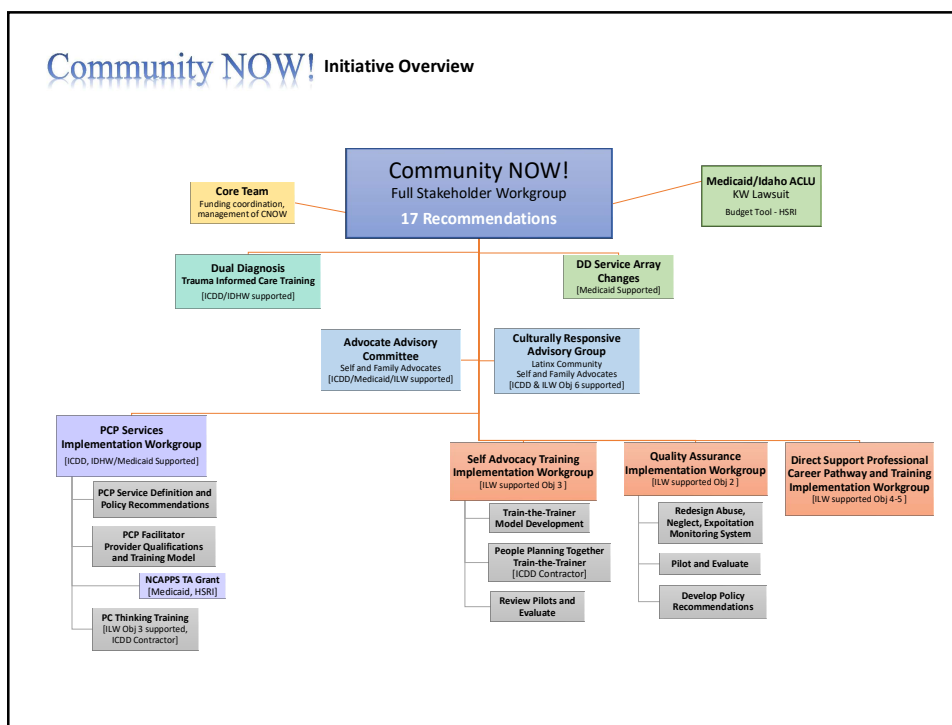 Community NOW! Initiative Overview
Community NOW!
Full Stakeholder Workgroup
17 Recommendations
Core Team
Funding coordination,
management of CNOW
Medicaid/Idaho ACLU
KW Lawsuit
Budget Tool - HSRI
Dual Diagnosis
Trauma Informed Care Training
[ICDD/IDHW supported]
DD Service Array
Changes
[Medicaid Supported]
Advocate Advisory
Committee
Self and Family Advocates
[ICDD/Medicaid/ILW supported]
Culturally Responsive
Advisory Group
Latinx Community
Self and Family Advocates
[ICDD & ILW Obj 6 supported]
PCP Services
Implementation Workgroup
[ICDD, IDHW/Medicaid Supported]
PCP Service Definition and
Policy Recommendations
PCP Facilitator
Provider Qualifications
and Training Model
NCAPPS TA Grant
[Medicaid, HSRI]
PC Thinking Training
[ILW Obj 3 supported,
ICDD Contractor]
Self Advocacy Training
Implementation Workgroup
[ILW supported Obj 3 ]
Train-the-Trainer
Model Development
People Planning Together
Train-the-Trainer
[ICDD Contractor]
Review Pilots and
Evaluate
Quality Assurance
Implementation Workgroup
[ILW supported Obj 2 ]
Redesign Abuse,
Neglect, Expoitation
Monitoring System
Pilot and Evaluate
Develop Policy
Recommendations
Direct Support Professional
Career Pathway and Training
Implementation Workgroup
[ILW supported Obj 4-5 ]